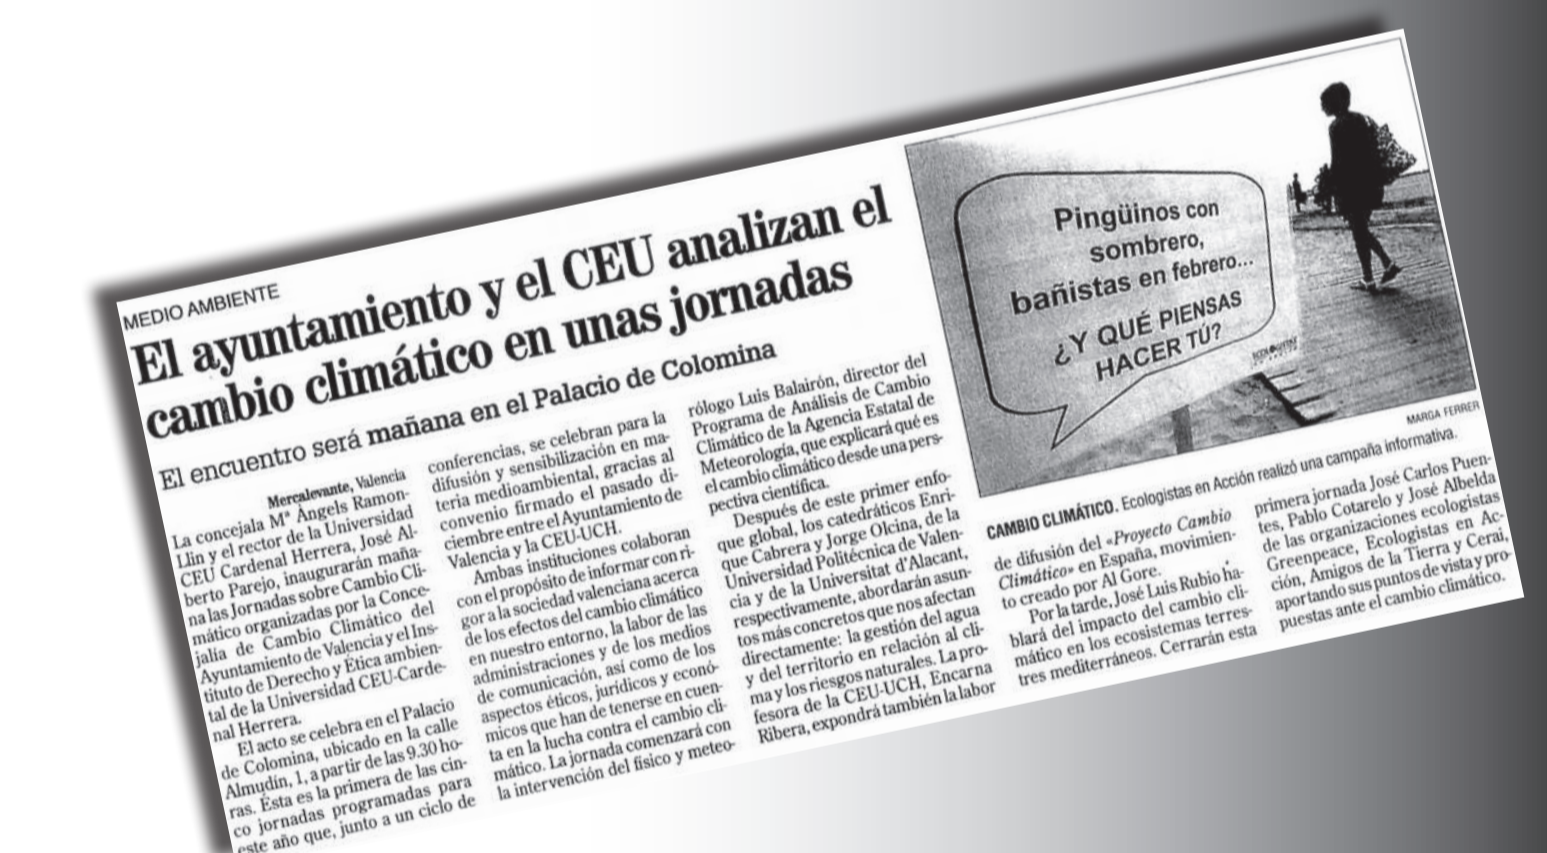 MEDIO AMBIENTE
El ayuntamiento y el CEU analizan el
cambio climático en unas jornadas
El encuentro será mañana en el Palacio de Colomina
Mercalevante, Valencia
La concejala Mª Àngels Ramon-
Llin y el rector de la Universidad
CEU Cardenal Herrera, José Al-
berto Parejo, inaugurarán maña-
na las Jornadas sobre Cambio Cli-
mático organizadas por la Conce-
jalía de Cambio Climático del
Ayuntamiento de Valencia y el Ins-
tituto de Derecho y Ética ambien-
tal de la Universidad CEU-Carde-
nal Herrera.
El acto se celebra en el Palacio
de Colomina, ubicado en la calle
Almudín, 1, a partir de las 9.30 ho-
ras. Ésta es la primera de las cin-
co jornadas programadas para
este año que, junto a un ciclo de
conferencias, se celebran para la
difusión y sensibilización en ma-
teria medioambiental, gracias al
convenio firmado el pasado di-
ciembre entre el Ayuntamiento de
Valencia y la CEU-UCH.
Ambas instituciones colaboran
con el propósito de informar con ri-
gor a la sociedad valenciana acerca
de los efectos del cambio climático
en nuestro entorno, la labor de las
administraciones y de los medios
de comunicación, así como de los
aspectos éticos, jurídicos y econó-
micos que han de tenerse en cuen-
ta en la lucha contra el cambio cli-
mático. La jornada comenzará con
la intervención del físico y meteo-
rólogo Luis Balairón, director del
Programa de Análisis de Cambio
Climático de la Agencia Estatal de
Meteorología, que explicará qué es
el cambio climático desde una pers-
pectiva científica.
Después de este primer enfo-
que global, los catedráticos Enri-
que Cabrera y Jorge Olcina, de la
Universidad Politécnica de Valen-
cia y de la Universitat d'Alacant,
respectivamente, abordarán asun-
tos más concretos que nos afectan
directamente: la gestión del agua
y del territorio en relación al cli-
ma y los riesgos naturales. La pro-
fesora de la CEU-UCH, Encarna
Ribera, expondrá también la labor
Pingüinos con
sombrero,
bañistas en febrero...
¿Y QUÉ PIENSAS
HACER TÚ?
MARGA FERRER
CAMBIO CLIMÁTICO. Ecologistas en Acción realizó una campaña informativa.
de difusión del «Proyecto Cambio
Climático» en España, movimien-
to creado por Al Gore.
Por la tarde, José Luis Rubio ha-
blará del impacto del cambio cli-
mático en los ecosistemas terres-
tres mediterráneos. Cerrarán esta
primera jornada José Carlos Puen-
tes, Pablo Cotarelo y José Albelda
de las organizaciones ecologistas
Greenpeace, Ecologistas en Ac-
ción, Amigos de la Tierra y Cerai,
aportando sus puntos de vista y pro-
puestas ante el cambio climático.